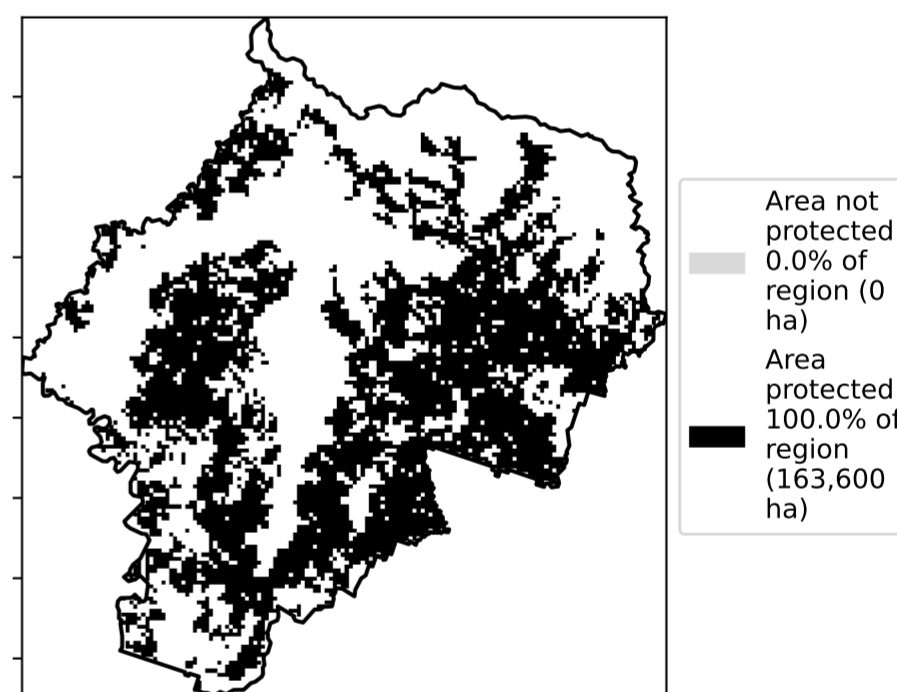 Area not
protected
0.0% of
region (0
ha)
Area
protected
100.0% of
region
(163,600
ha)